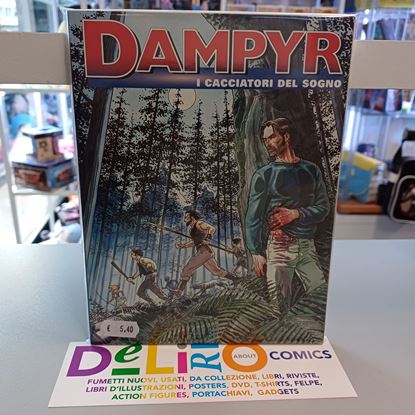 DAMPYR
I CACCIATORI DEL SOGNO
€ 5,40
DeLiRO ABOUT COMICS
FUMETTI NUOVI, USATI, DA COLLEZIONE, LIBRI, RIVISTE,
LIBRI D'ILLUSTRAZIONI, POSTERS, DVD, T-SHIRTS, FELPE,
ACTION FIGURES, PORTACHIAVI, GADGETS